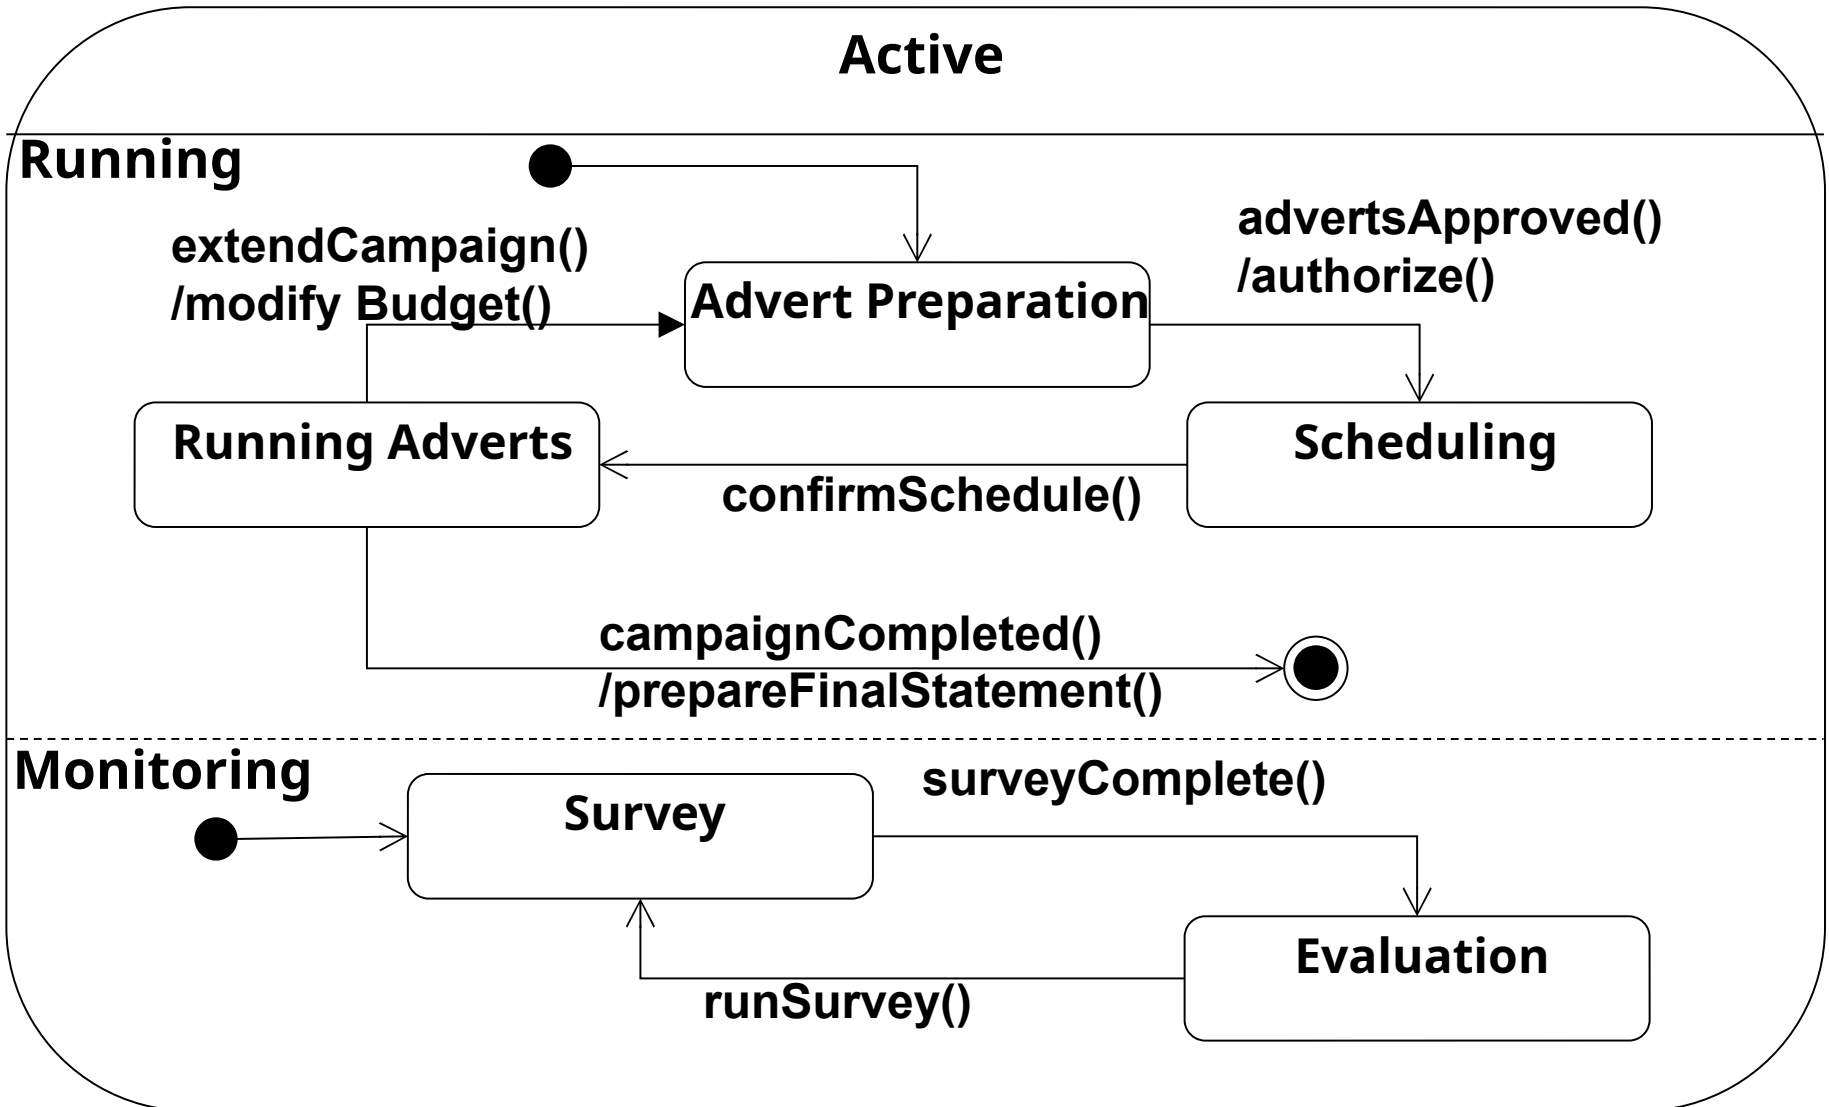 Active
Running
extendCampaign()
/modify Budget()
advertsApproved()
/authorize()
Advert Preparation
Running Adverts
Scheduling
confirmSchedule()
campaignCompleted()
/prepareFinalStatement()
Monitoring
Survey
surveyComplete()
Evaluation
runSurvey()